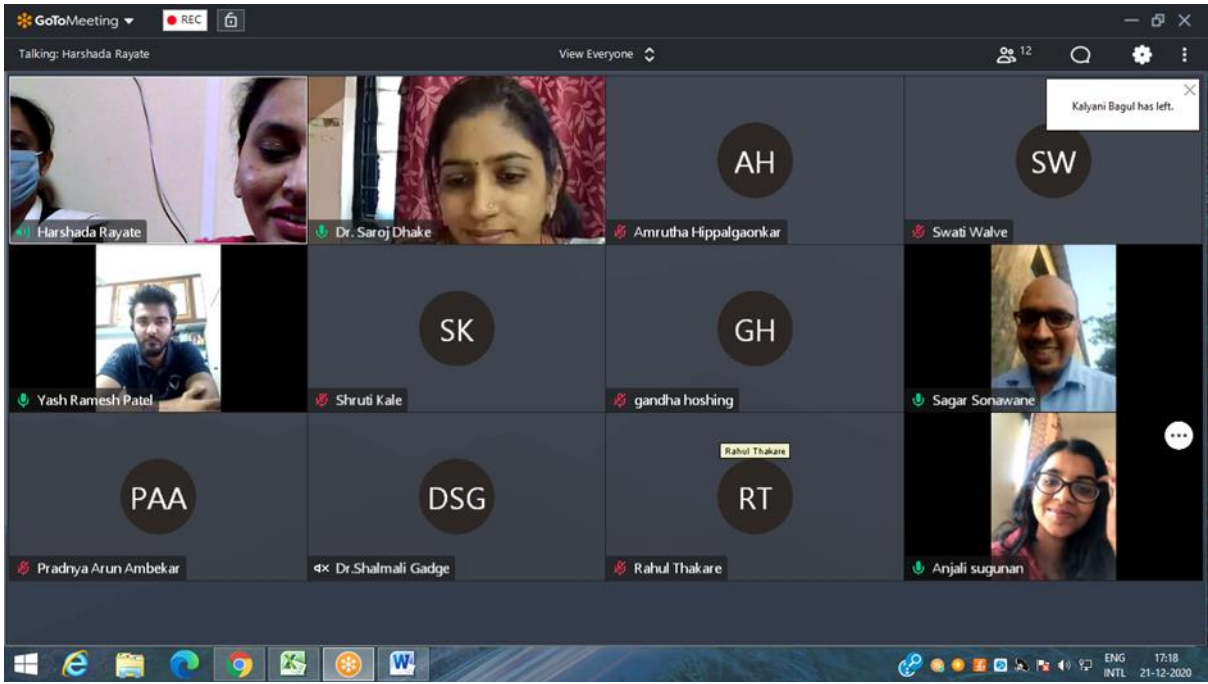 GoToMeeting
REC
Talking: Harshada Rayate
View Everyone
12
Kalyani Bagul has left.
Harshada Rayate
Dr. Saroj Dhake
AH
Amrutha Hippalgaonkar
SW
Swati Walve
Yash Ramesh Patel
SK
Shruti Kale
GH
gandha hoshing
Sagar Sonawane
PAA
Pradnya Arun Ambekar
DSG
Dr.Shalmali Gadge
Rahul Thakare
RT
Rahul Thakare
Anjali sugunan
ENG
INTL
17:18
21-12-2020